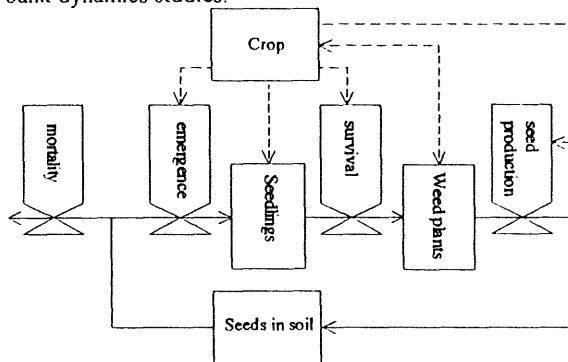 bank dynamics studies.
Crop
mortality
emergence
Seedlings
survival
Weed plants
seed
production
Seeds in soil